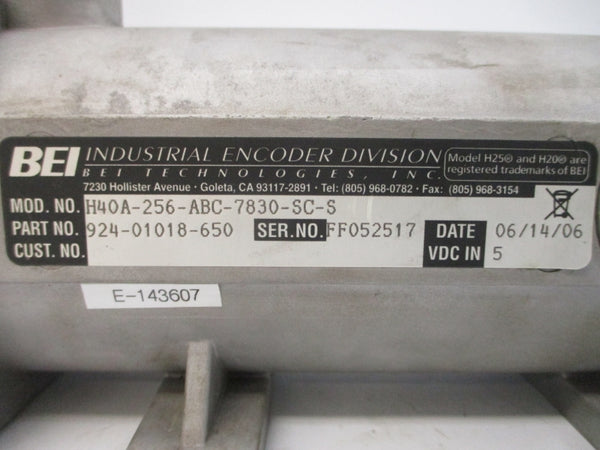 BEI INDUSTRIAL ENCODER DIVISION
BEI TECHNOLOGIES, INC.
Model H25® and H20® are
registered trademarks of BEI
7230 Hollister Avenue • Goleta, CA 93117-2891 • Tel: (805) 968-0782 • Fax: (805) 968-3154
MOD. NO. H40A-256-ABC-7830-SC-S
PART NO. 924-01018-650 SER.NO. FF052517 DATE 06/14/06
CUST. NO. VDC IN 5
E-143607